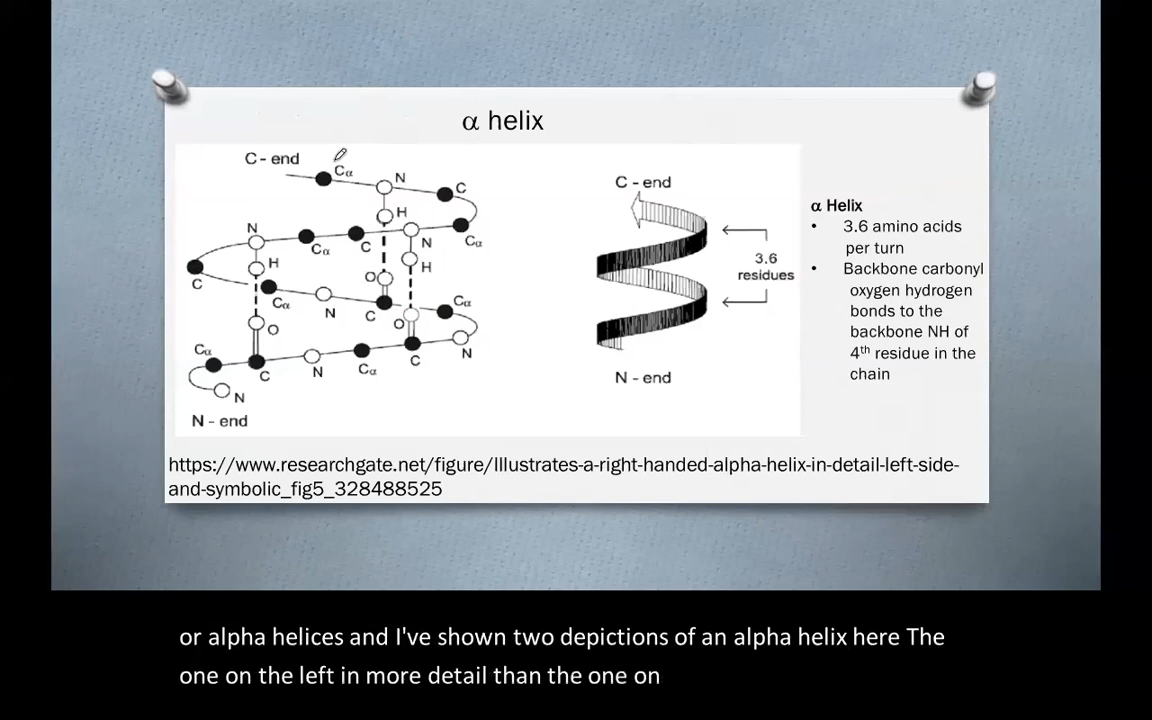 α helix
C - end
Cα
N
C
H
N
Cα
C
N
Cα
H
H
C
O
Cα
Cα
N
C
O
O
N
Cα
C
N
Cα
C
N
N - end
C - end
3.6
residues
N - end
α Helix
• 3.6 amino acids
per turn
• Backbone carbonyl
oxygen hydrogen
bonds to the
backbone NH of
4th residue in the
chain
https://www.researchgate.net/figure/Illustrates-a-right-handed-alpha-helix-in-detail-left-side-
and-symbolic_fig5_328488525
or alpha helices and I've shown two depictions of an alpha helix here The
one on the left in more detail than the one on